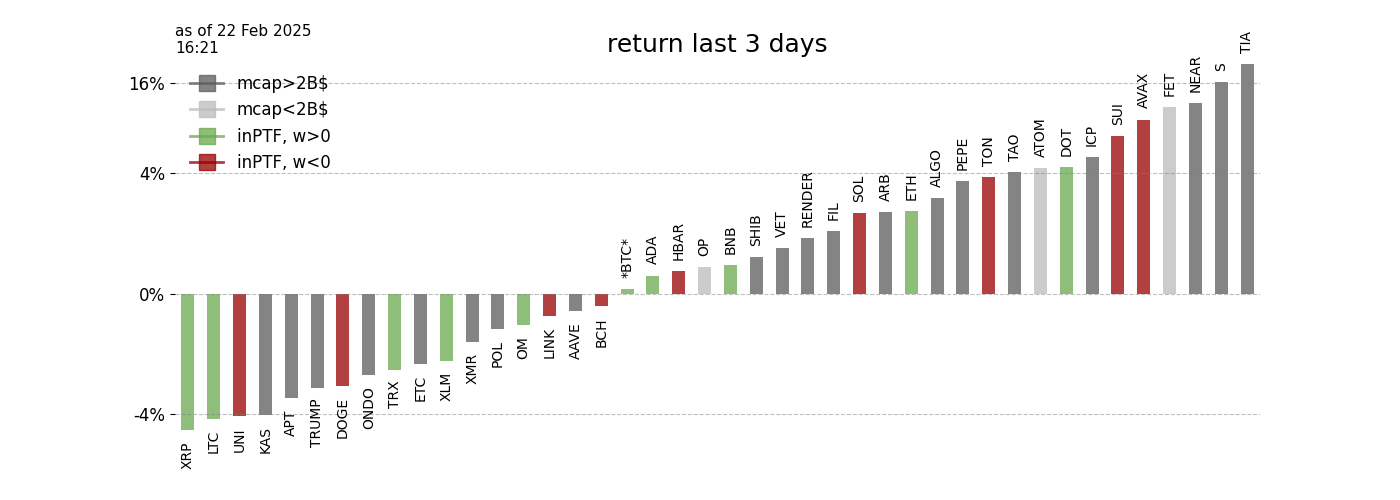 as of 22 Feb 2025
16:21
return last 3 days
16%
4%
0%
-4%
mcap>2B$
mcap<2B$
inPTF, w>0
inPTF, w<0
XRP
LTC
UNI
KAS
APT
TRUMP
DOGE
ONDO
TRX
ETC
XLM
XMR
POL
OM
LINK
AAVE
BCH
*BTC*
ADA
HBAR
OP
BNB
SHIB
VET
RENDER
FIL
SOL
ARB
ETH
ALGO
PEPE
TON
TAO
ATOM
DOT
ICP
SUI
AVAX
FET
NEAR
S
TIA